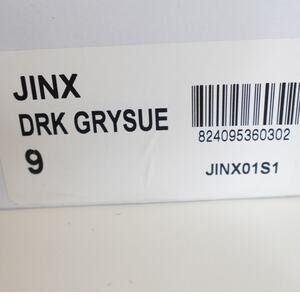 JINX
DRK GRYSUE
9
824095360302
JINX01S1